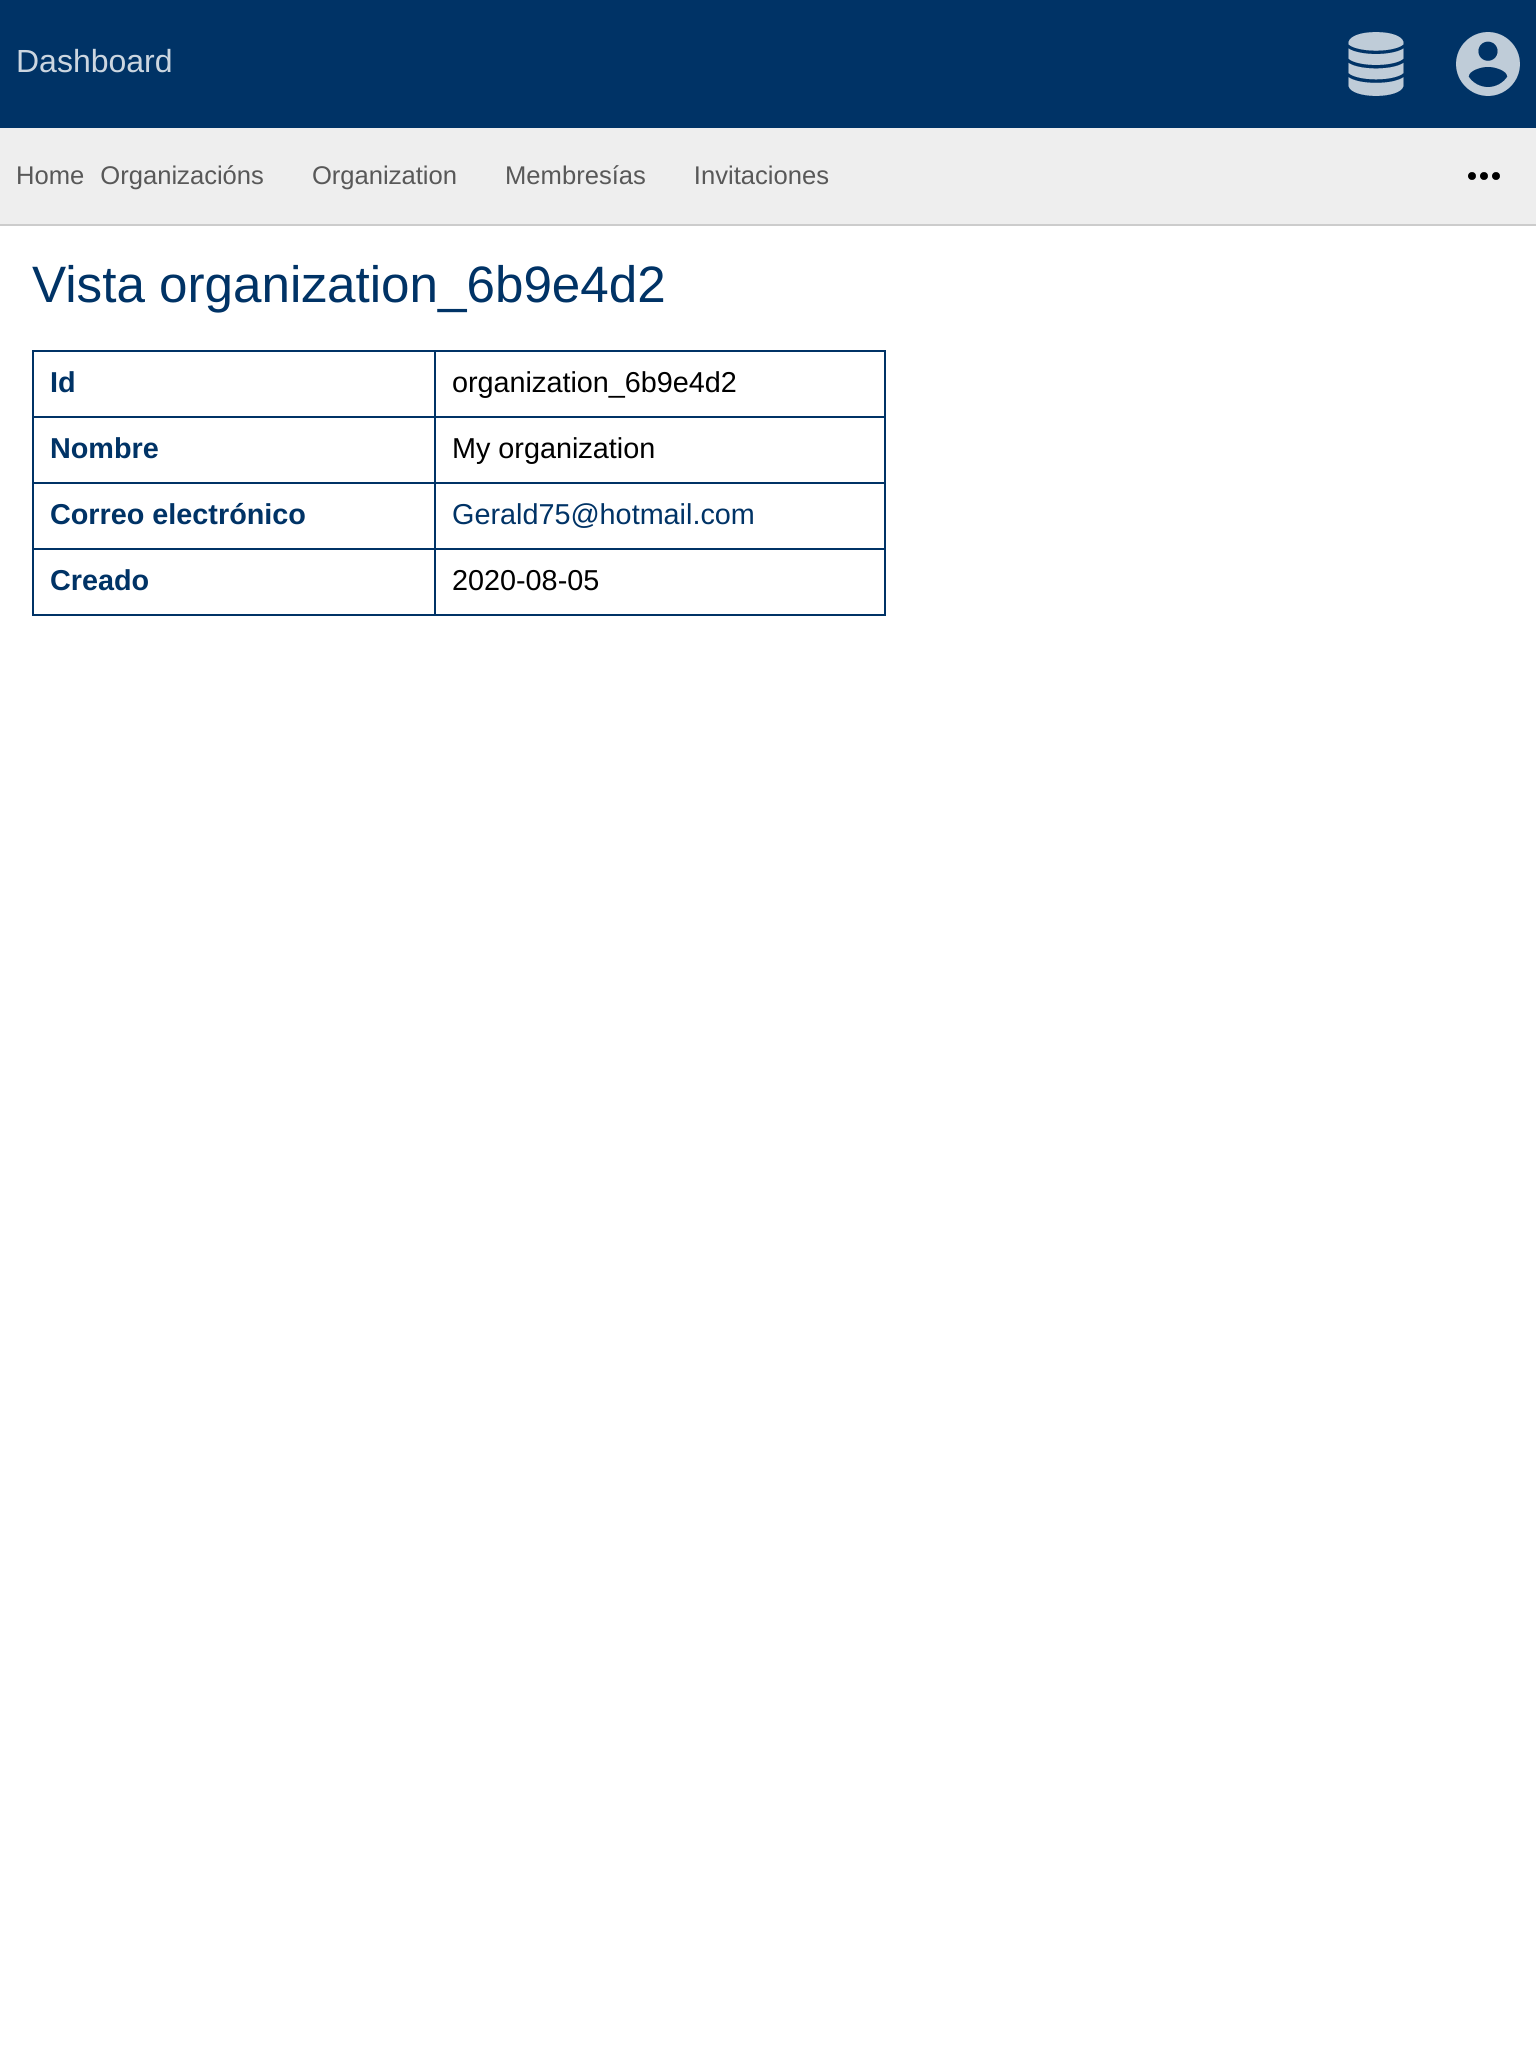 Dashboard
Home Organizacións Organization Membresías Invitaciones
Vista organization_6b9e4d2
Id organization_6b9e4d2
Nombre My organization
Correo electrónico Gerald75@hotmail.com
Creado 2020-08-05